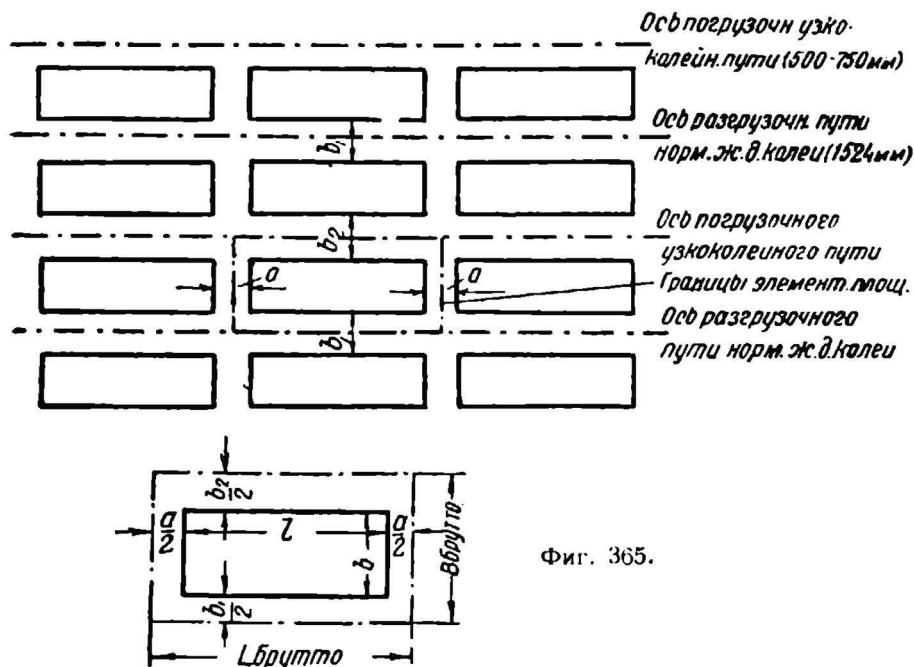 Ось погрузочн узко-
колейн. пути (500-750мм)
Ось разгрузочн. пути
норм. ж. д. колеи (1524мм)
b₁
Ось погрузочного
узкоколейного пути
b₂
a
a
Границы элемент. площ.
Ось разгрузочного
пути норм. ж. д. колеи
b₁
b₂/2
a/2
l
a/2
b
Bбрутто
b₁/2
Lбрутто
Фиг. 365.